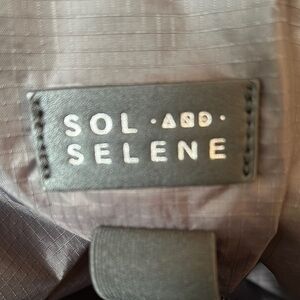 SOL · AND ·
SELENE